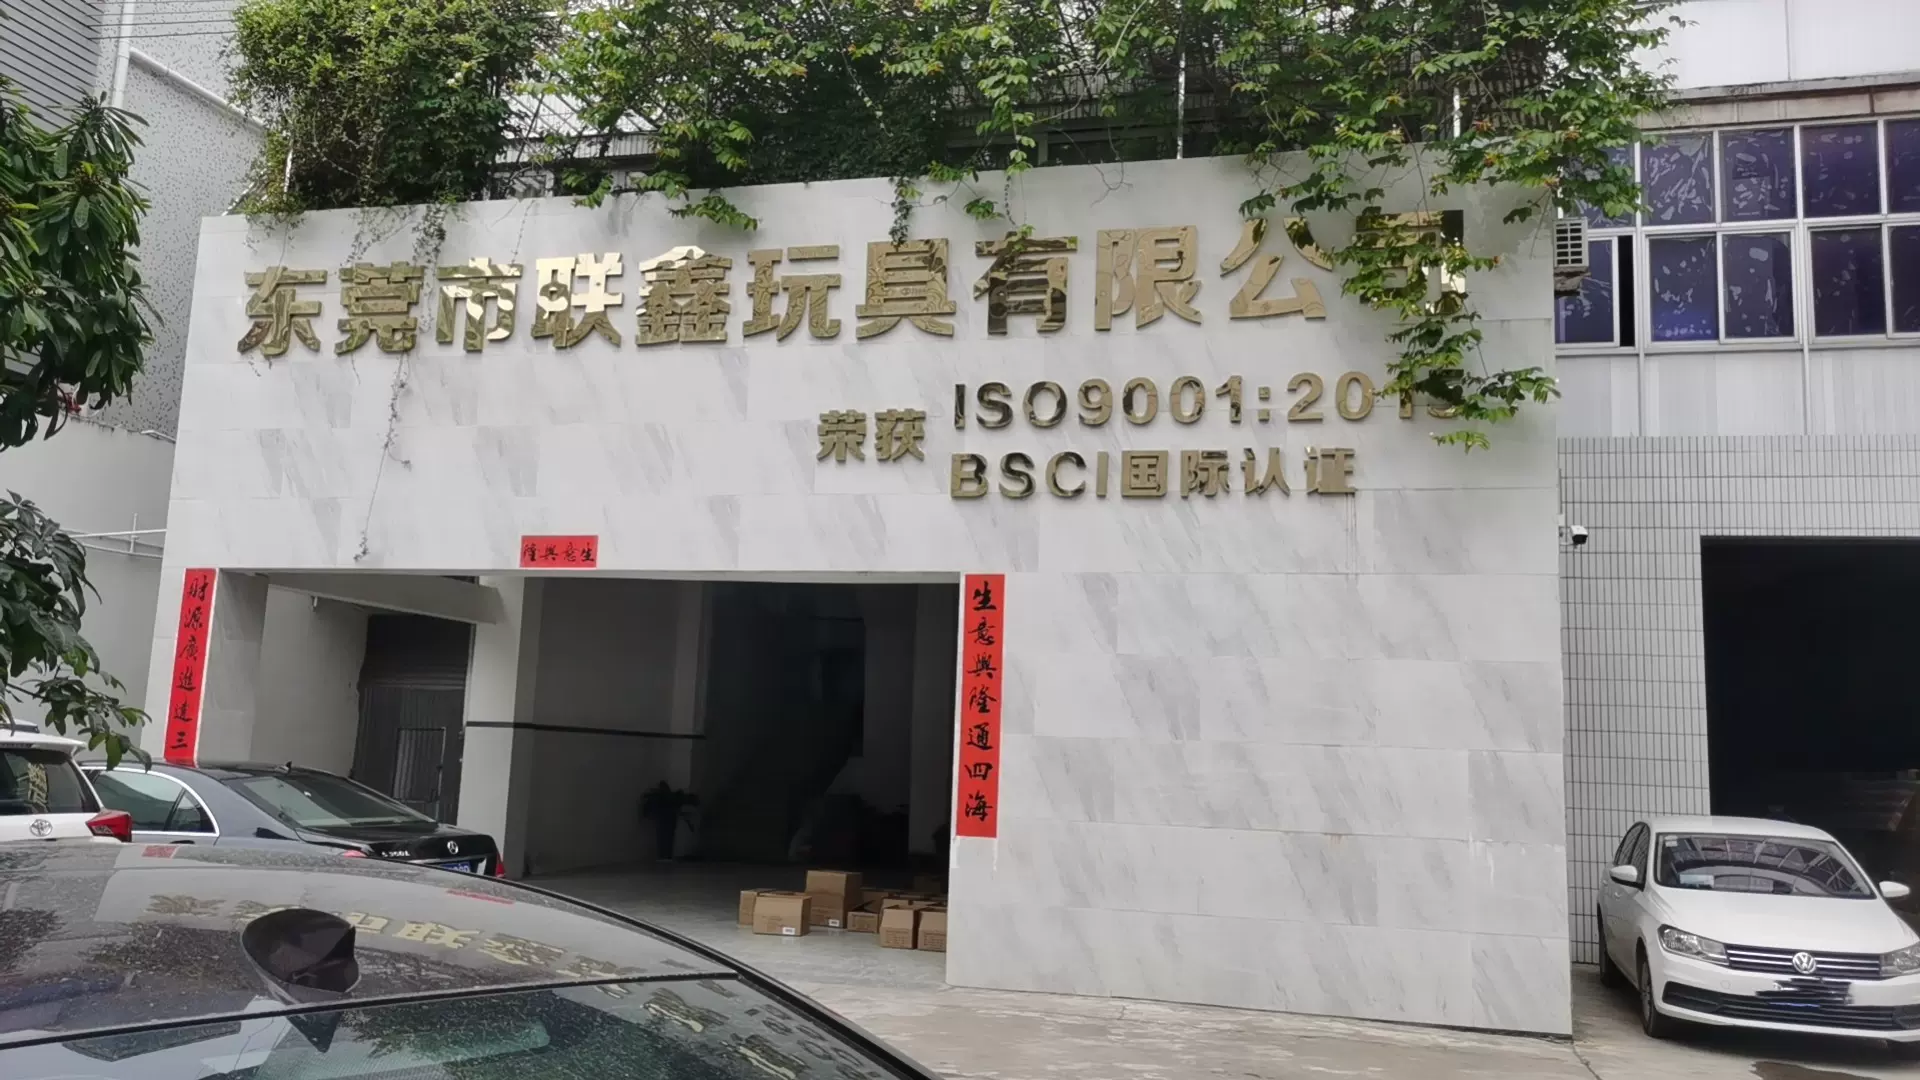 东莞市联鑫玩具有限公司
荣获
ISO9001:2015
BSCI国际认证
隆興意生
财源廣進達三
生意興隆通四海